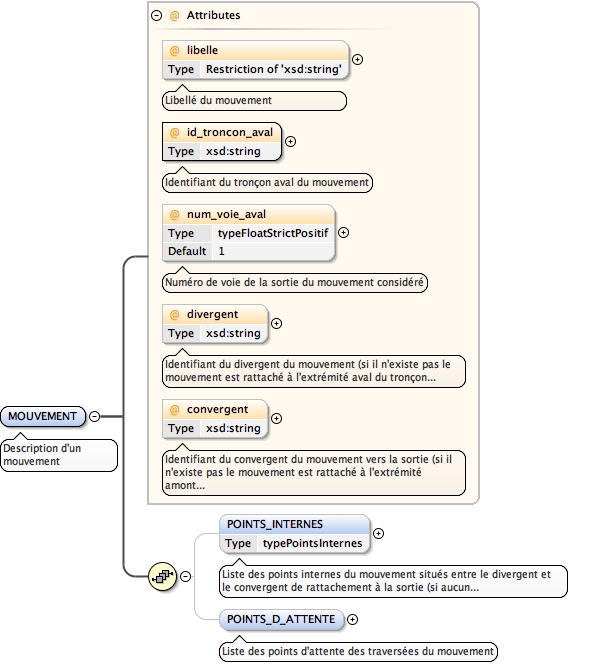 @ Attributes
@ libelle
Type Restriction of 'xsd:string'
Libellé du mouvement
@ id_troncon_aval
Type xsd:string
Identifiant du tronçon aval du mouvement
@ num_voie_aval
Type typeFloatStrictPositif
Default 1
Numéro de voie de la sortie du mouvement considéré
@ divergent
Type xsd:string
Identifiant du divergent du mouvement (si il n'existe pas le
mouvement est rattaché à l'extrémité aval du tronçon...
@ convergent
Type xsd:string
Identifiant du convergent du mouvement vers la sortie (si il
n'existe pas le mouvement est rattaché à l'extrémité
amont...
MOUVEMENT
Description d'un
mouvement
POINTS_INTERNES
Type typePointsInternes
Liste des points internes du mouvement situés entre le divergent et
le convergent de rattachement à la sortie (si aucun...
POINTS_D_ATTENTE
Liste des points d'attente des traversées du mouvement